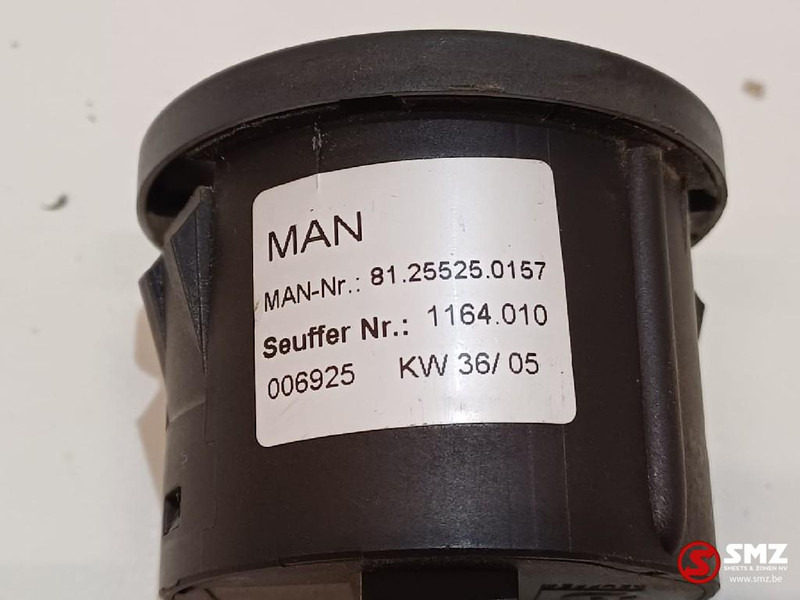 MAN
MAN-Nr.: 81.25525.0157
Seuffer Nr.: 1164.010
006925 KW 36/ 05
SMZ
SMEETS & ZONEN NV
www.smz.be